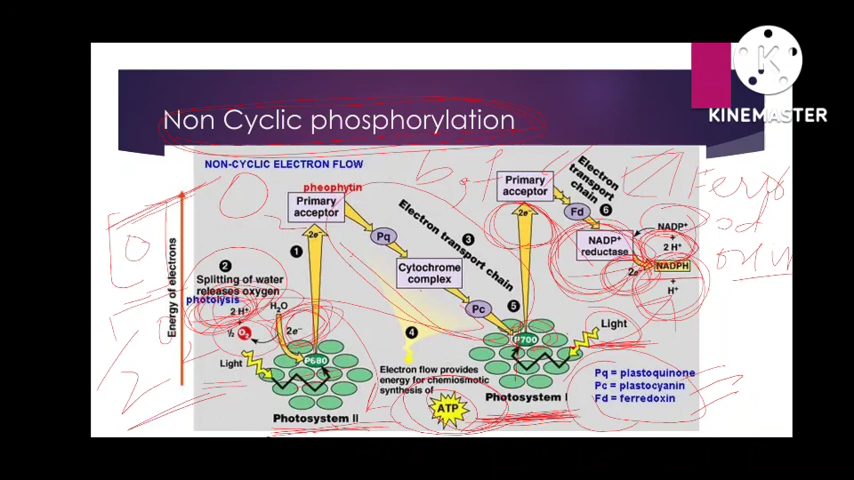 KINEMASTER
Non Cyclic phosphorylation
NON-CYCLIC ELECTRON FLOW
pheophytin
Primary
acceptor
2e⁻
1
Pq
Electron transport chain
3
Cytochrome
complex
Pc
5
4
Primary
acceptor
2e⁻
Electron
transport
chain
6
Fd
NADP⁺
reductase
NADP⁺
+
2 H⁺
2e⁻
NADPH
+
H⁺
Energy of electrons
2
Splitting of water
releases oxygen
photolysis
H₂O
2 H⁺
+
½ O₂
2e⁻
Light
P680
Photosystem II
Electron flow provides
energy for chemiosmotic
synthesis of
ATP
P700
Photosystem I
Light
Pq = plastoquinone
Pc = plastocyanin
Fd = ferredoxin